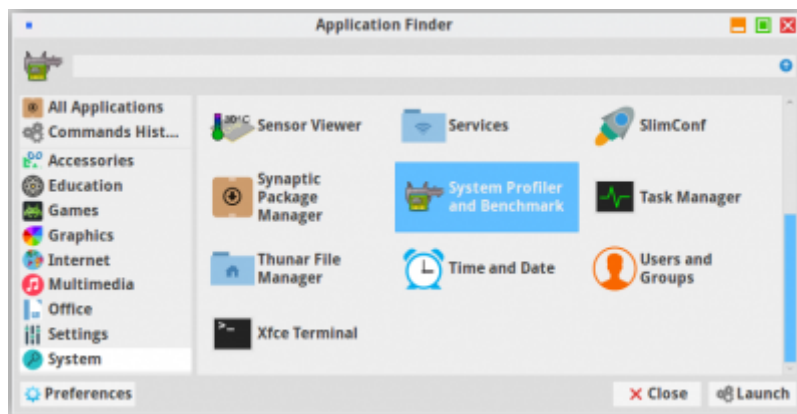 Application Finder
All Applications
Commands Hist...
Accessories
Education
Games
Graphics
Internet
Multimedia
Office
Settings
System
Sensor Viewer
Services
SlimConf
Synaptic
Package
Manager
System Profiler
and Benchmark
Task Manager
Thunar File
Manager
Time and Date
Users and
Groups
Xfce Terminal
Preferences
Close
Launch